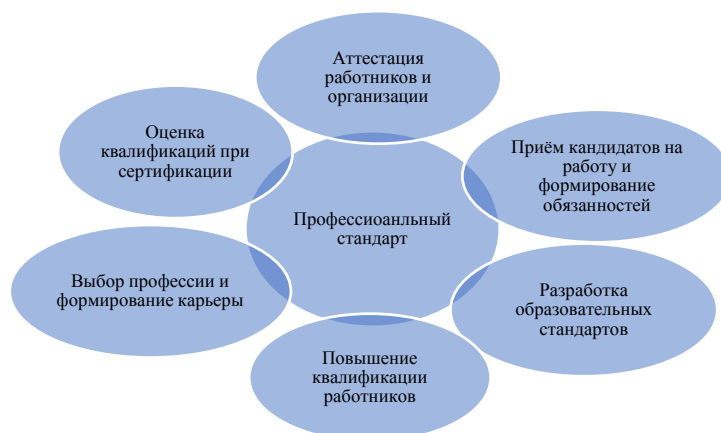 Аттестация
работников и
организации
Оценка
квалификаций при
сертификации
Приём кандидатов на
работу и
формирование
обязанностей
Профессиоанльный
стандарт
Выбор профессии и
формирование карьеры
Разработка
образовательных
стандартов
Повышение
квалификации
работников